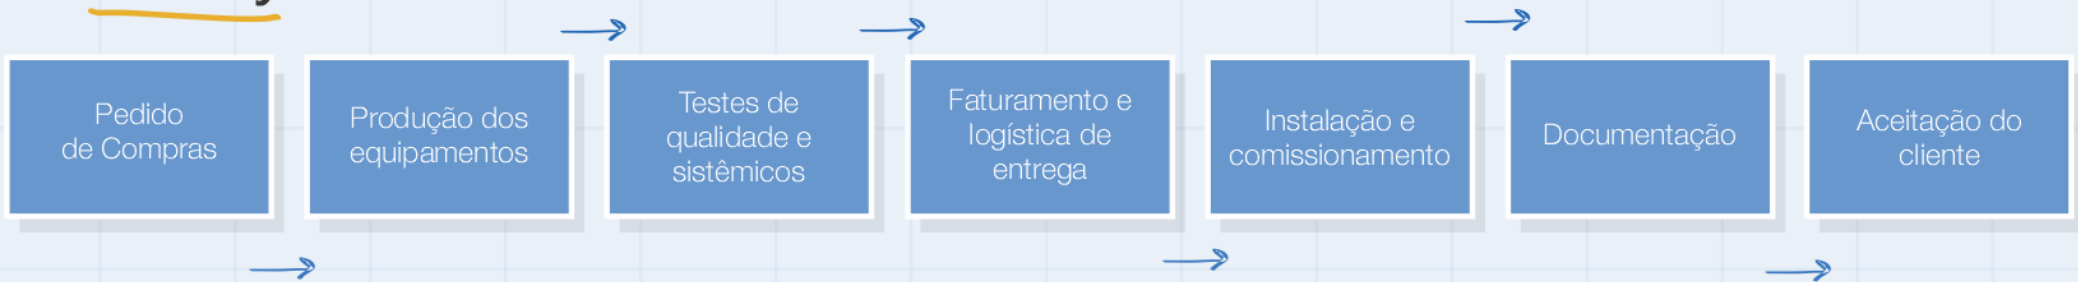 Pedido
de Compras
Produção dos
equipamentos
Testes de
qualidade e
sistêmicos
Faturamento e
logística de
entrega
Instalação e
comissionamento
Documentação
Aceitação do
cliente